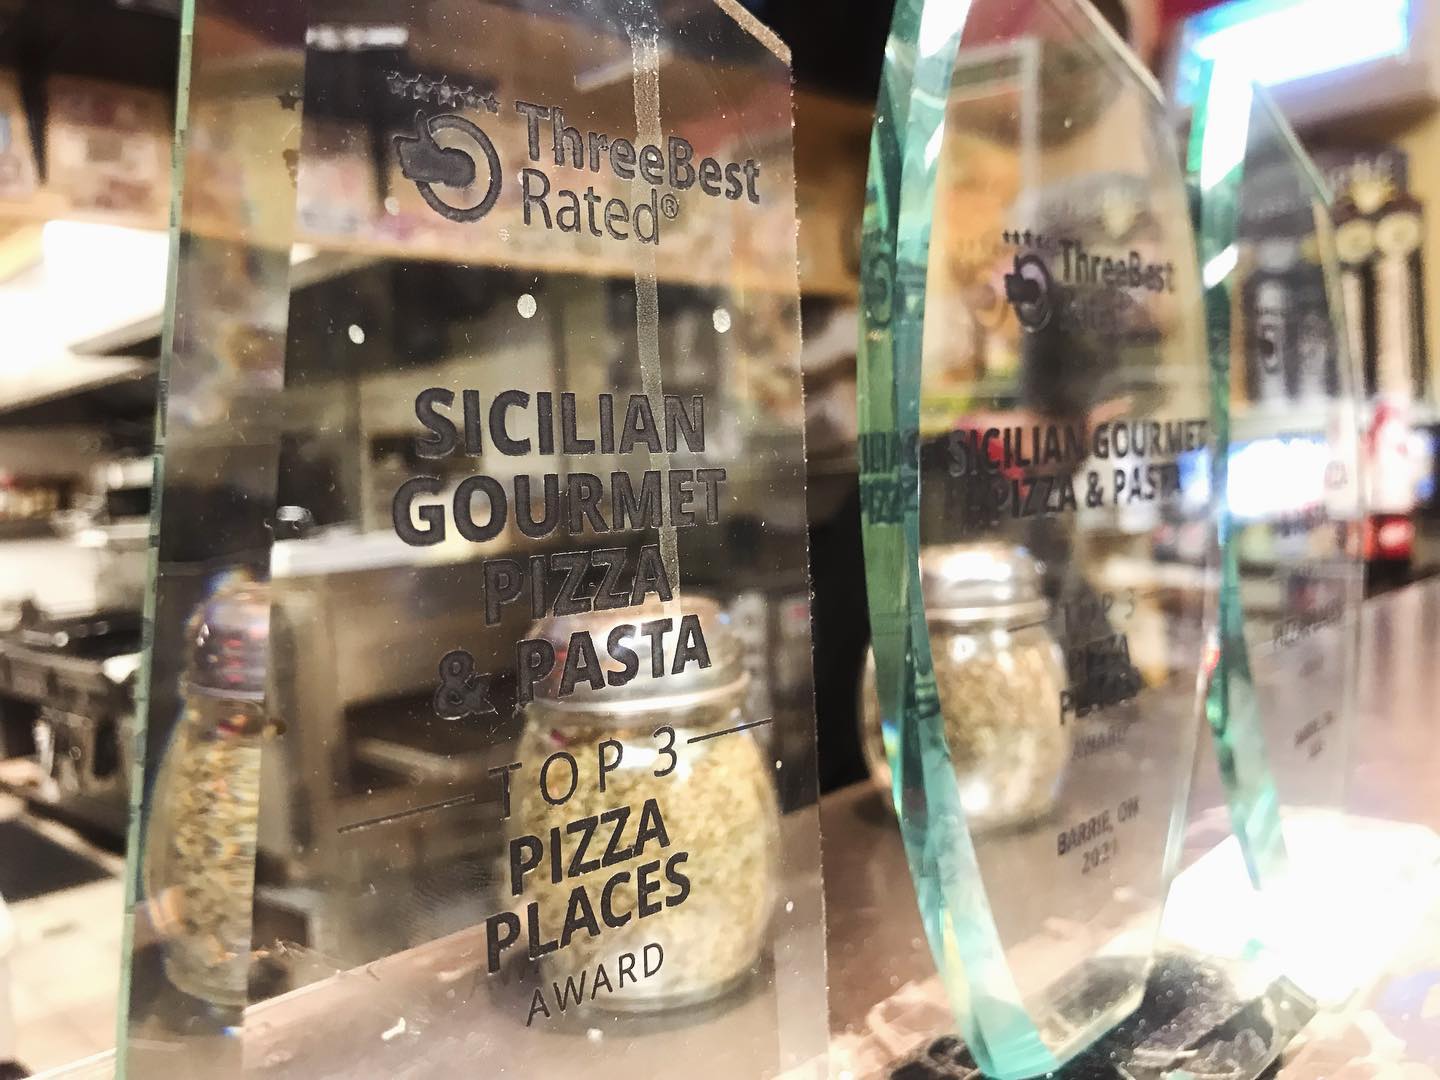 ThreeBest
Rated®
SICILIAN
GOURMET
PIZZA
& PASTA
TOP 3
PIZZA
PLACES
AWARD
ThreeBest
SICILIAN GOURMET
PIZZA & PASTA
TOP 3
PIZZA
PLACES
AWARD
BARRIE, ON
2021